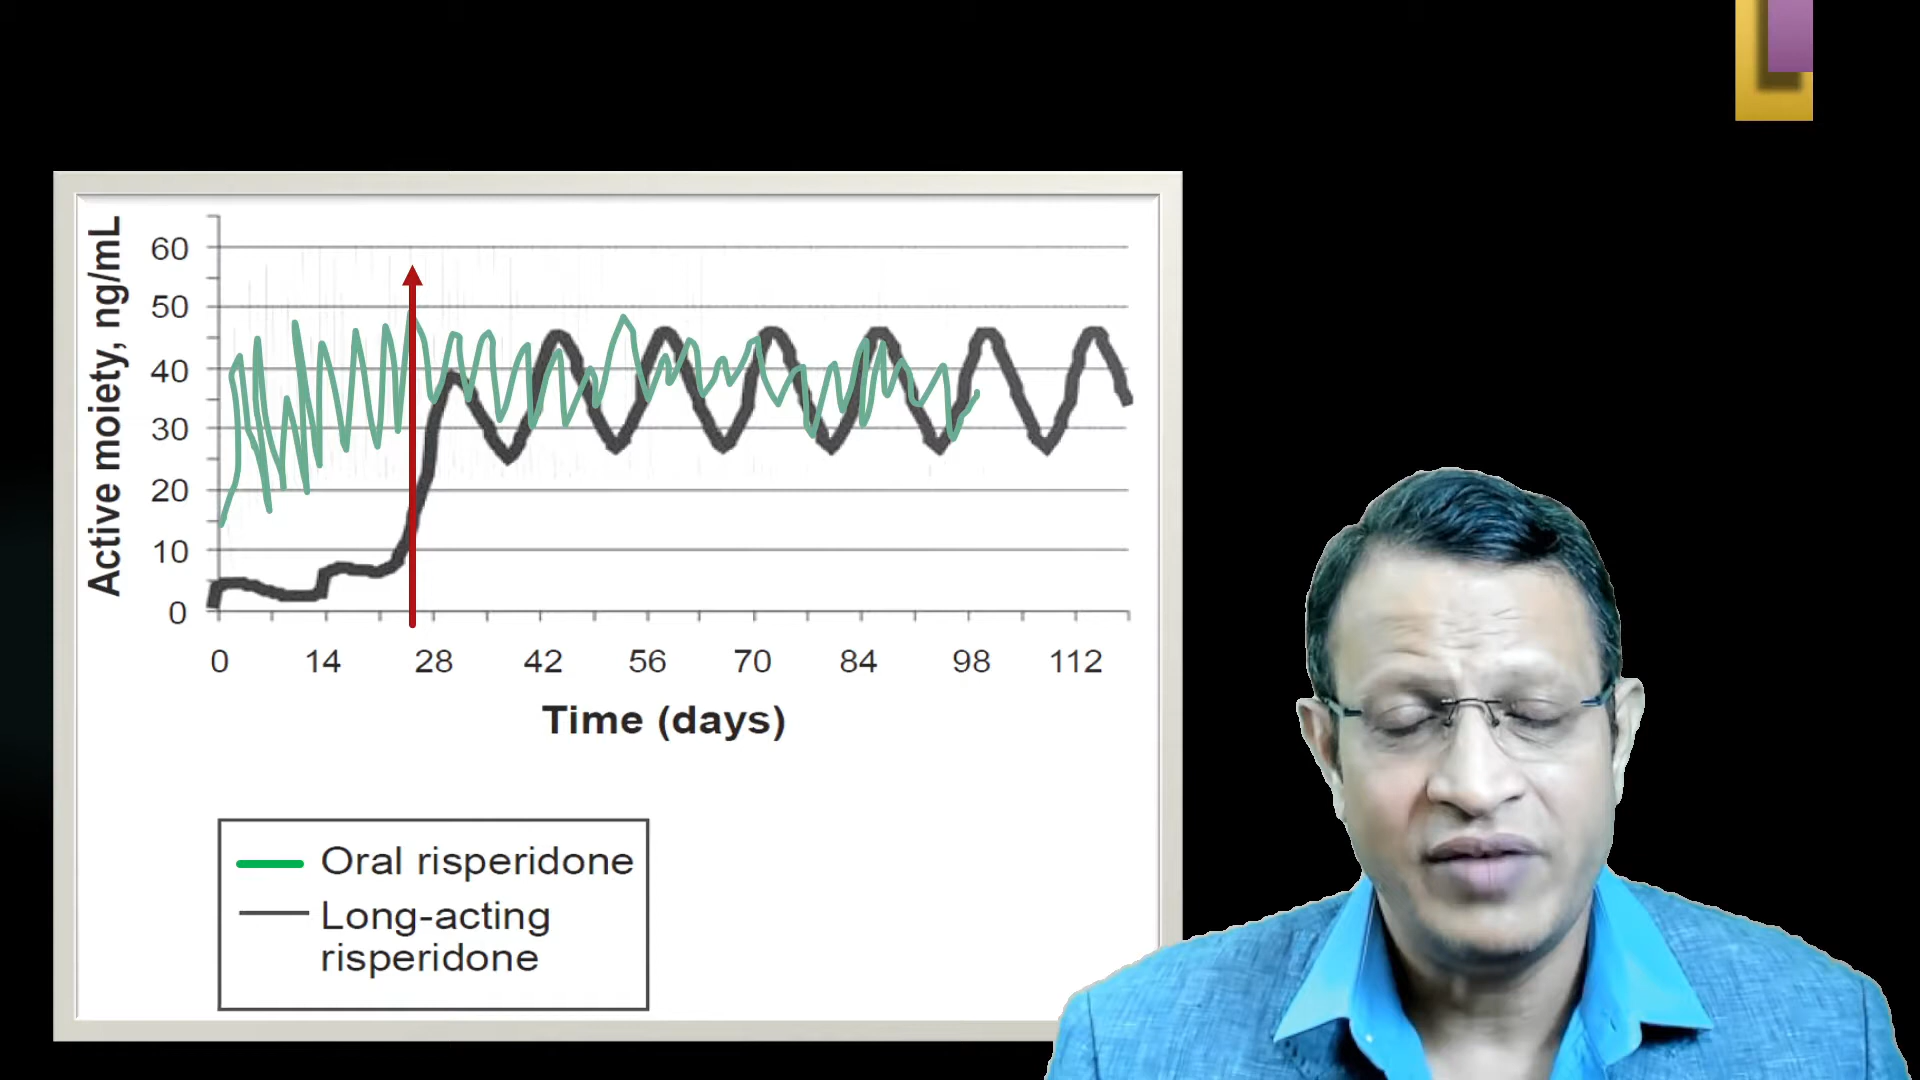 Active moiety, ng/mL
60
50
40
30
20
10
0
0 14 28 42 56 70 84 98 112
Time (days)
Oral risperidone
Long-acting
risperidone